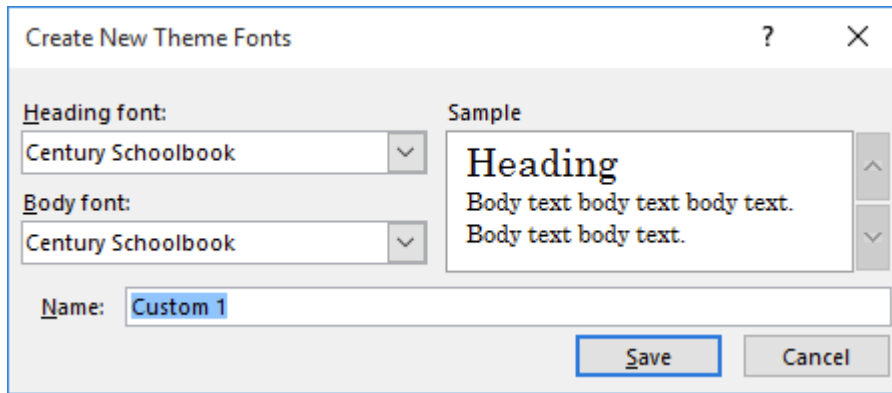 Create New Theme Fonts
?
Heading font:
Century Schoolbook
Body font:
Century Schoolbook
Sample
Heading
Body text body text body text.
Body text body text.
Name:
Custom 1
Save
Cancel